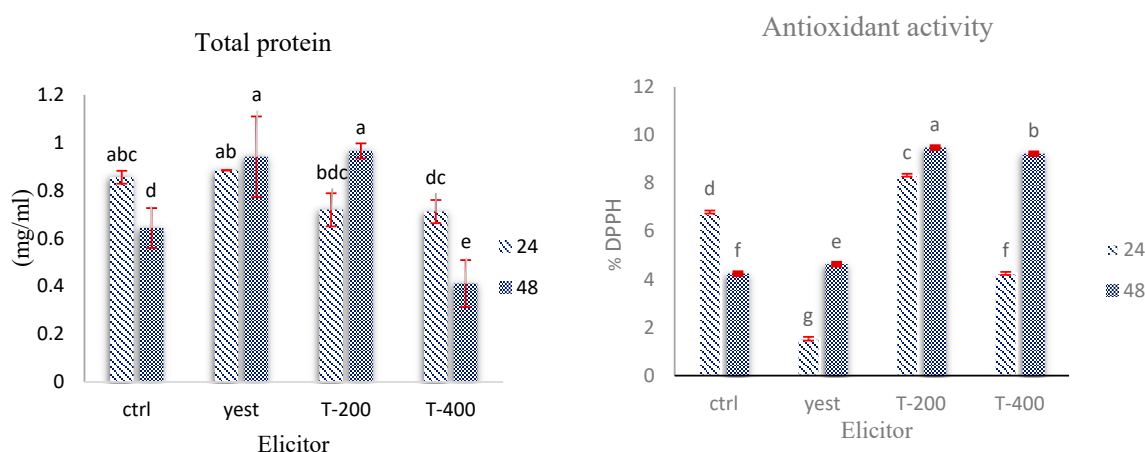 Total protein
1.2
1
0.8
0.6
0.4
0.2
0
(mg/ml)
abc
d
ab
a
bdc
a
dc
e
24
48
ctrl
yest
T-200
T-400
Elicitor
Antioxidant activity
12
10
8
6
4
2
0
% DPPH
d
f
g
e
c
a
f
b
24
48
ctrl
yest
T-200
T-400
Elicitor